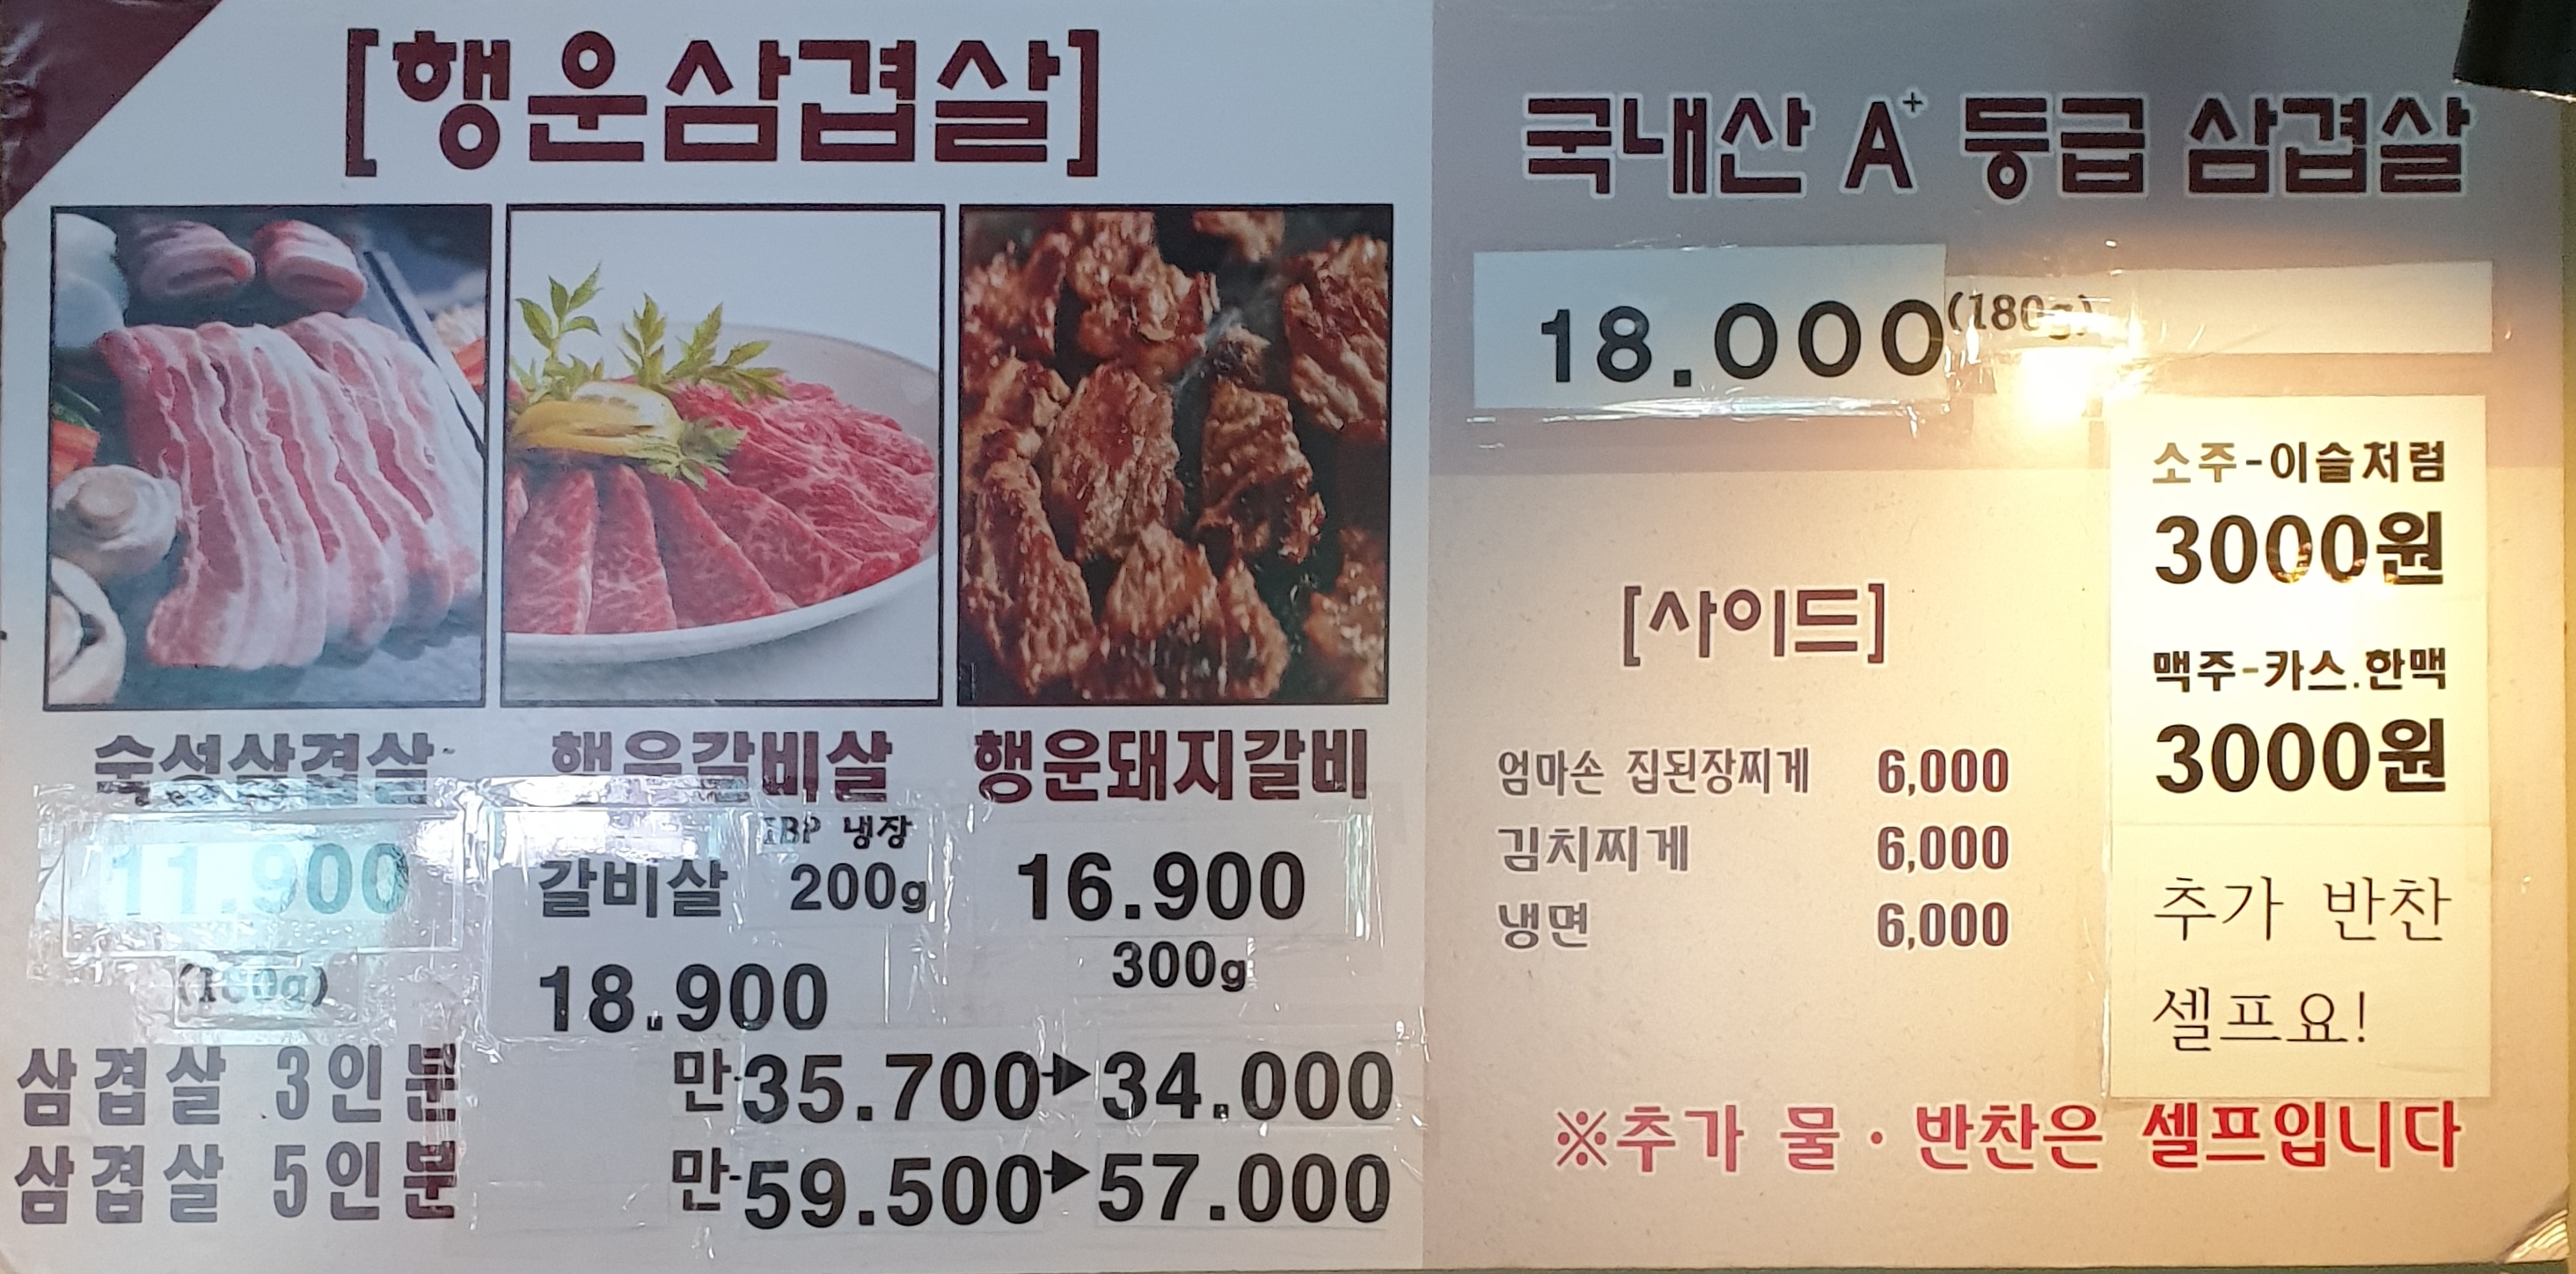 [행운삼겹살]
숙성삼겹살
11.900
(180g)
행운갈비살
IBP 냉장
갈비살 200g
18.900
행운돼지갈비
16.900
300g
삼겹살 3인분 만-35.700→34.000
삼겹살 5인분 만-59.500→57.000
국내산 A+ 등급 삼겹살
18.000(180g)
[사이드]
엄마손 집된장찌게 6,000
김치찌게 6,000
냉면 6,000
소주-이슬처럼
3000원
맥주-카스.한맥
3000원
추가 반찬
셀프요!
※추가 물·반찬은 셀프입니다